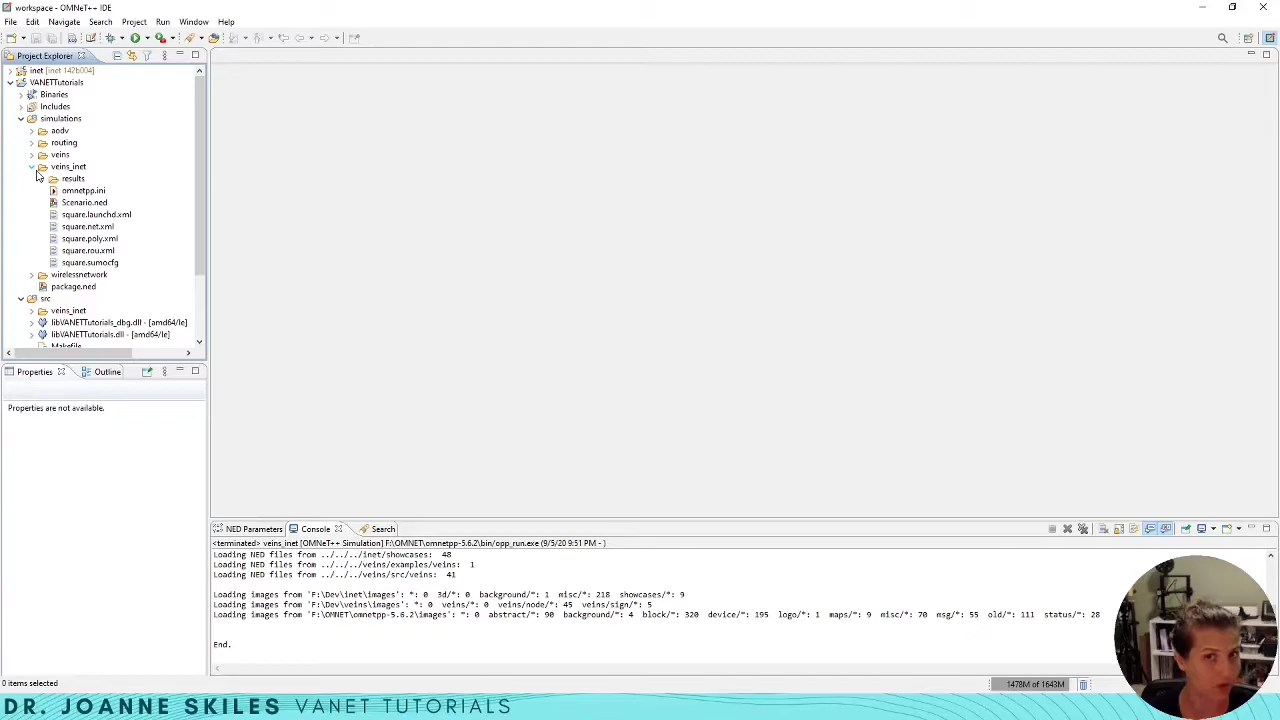 workspace - OMNeT++ IDE
File Edit Navigate Search Project Run Window Help
Project Explorer
inet [inet 142b004]
VANETTutorials
Binaries
Includes
simulations
aodv
routing
veins
veins_inet
results
omnetpp.ini
Scenario.ned
square.launchd.xml
square.net.xml
square.poly.xml
square.rou.xml
square.sumocfg
wirelessnetwork
package.ned
src
veins_inet
libVANETTutorials_dbg.dll - [amd64/le]
libVANETTutorials.dll - [amd64/le]
Makefile
Properties Outline
Properties are not available.
NED Parameters Console Search
<terminated> veins_inet [OMNeT++ Simulation] F:\OMNET\omnetpp-5.6.2\bin/opp_run.exe (9/5/20 9:51 PM - )
Loading NED files from ../../../inet/showcases: 48
Loading NED files from ../../../veins/examples/veins: 1
Loading NED files from ../../../veins/src/veins: 41
Loading images from 'F:\Dev\inet\images': *: 0 3d/*: 0 background/*: 1 misc/*: 218 showcases/*: 9
Loading images from 'F:\Dev\veins\images': *: 0 veins/*: 0 veins/node/*: 45 veins/sign/*: 5
Loading images from 'F:\OMNET\omnetpp-5.6.2\images': *: 0 abstract/*: 90 background/*: 4 block/*: 320 device/*: 195 logo/*: 1 maps/*: 9 misc/*: 70 msg/*: 55 old/*: 111 status/*: 28
End.
0 items selected
1478M of 1643M
DR. JOANNE SKILES VANET TUTORIALS